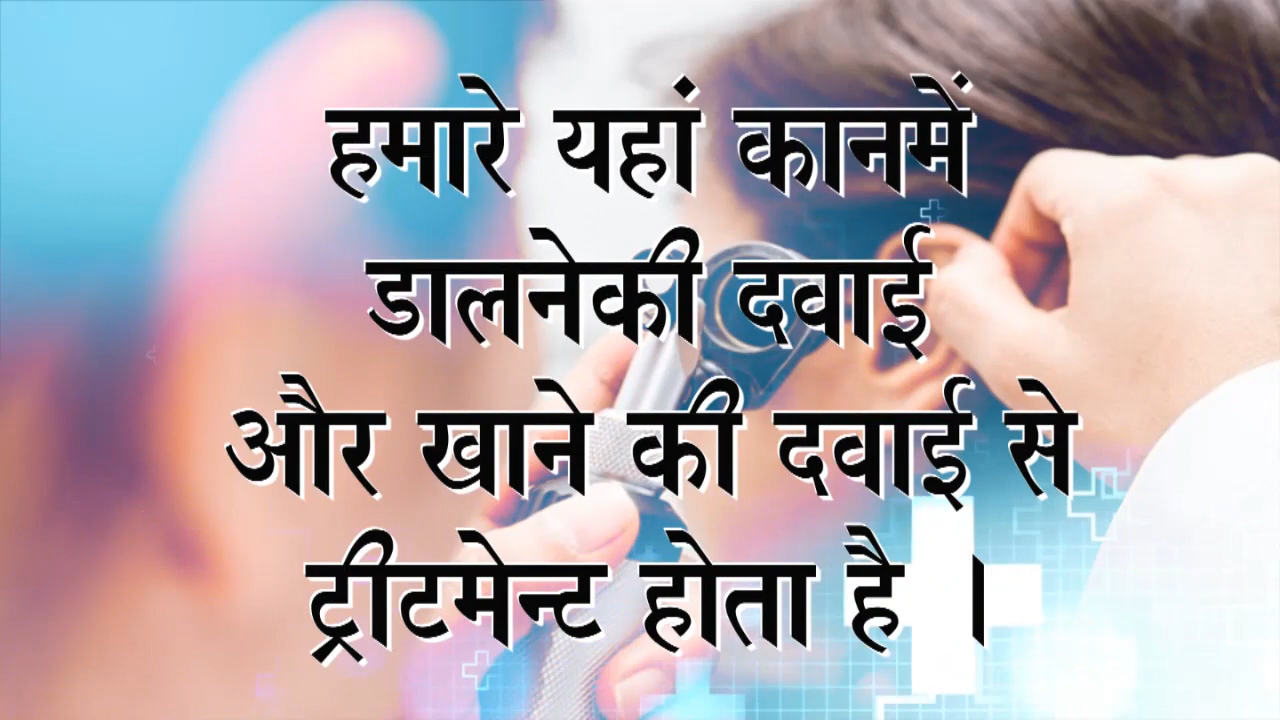 हमारे यहां कानमें
डालनेकी दवाई
और खाने की दवाई से
ट्रीटमेन्ट होता है ।